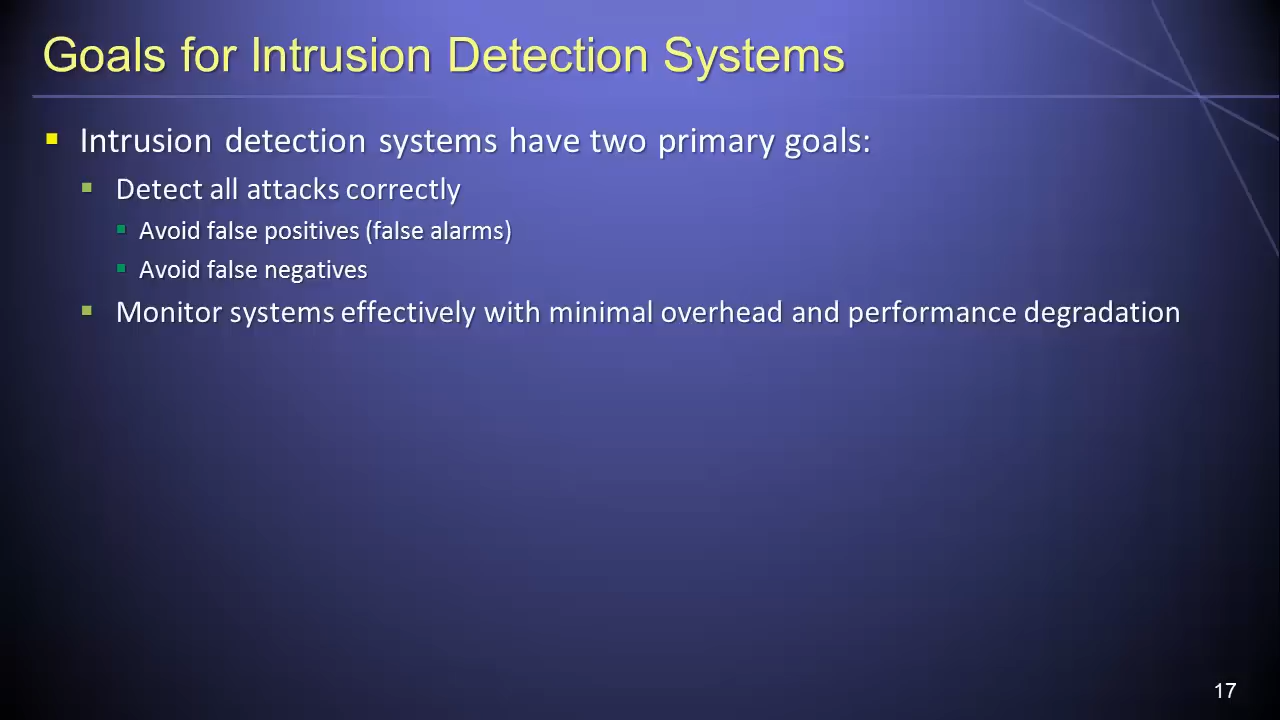 Goals for Intrusion Detection Systems
Intrusion detection systems have two primary goals:
Detect all attacks correctly
Avoid false positives (false alarms)
Avoid false negatives
Monitor systems effectively with minimal overhead and performance degradation
17